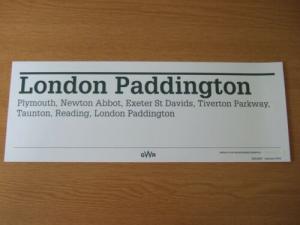 London Paddington
Plymouth, Newton Abbot, Exeter St Davids, Tiverton Parkway,
Taunton, Reading, London Paddington
GWR